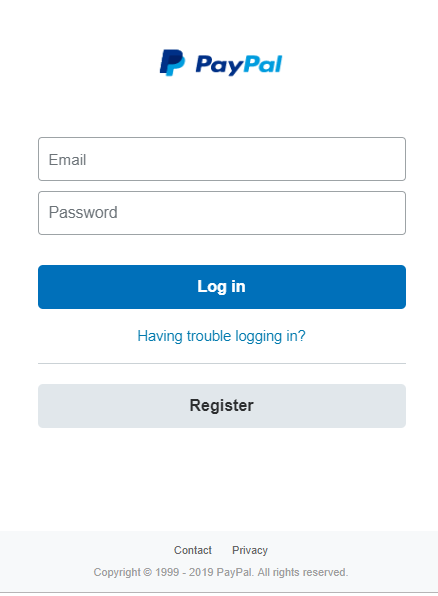 PayPal
Email
Password
Log in
Having trouble logging in?
Register
Contact Privacy
Copyright © 1999 - 2019 PayPal. All rights reserved.